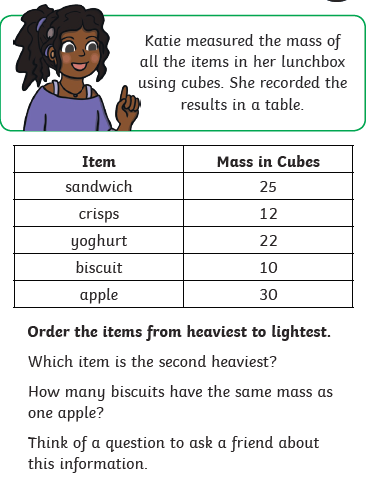 Katie measured the mass of
all the items in her lunchbox
using cubes. She recorded the
results in a table.
Item Mass in Cubes
sandwich 25
crisps 12
yoghurt 22
biscuit 10
apple 30
Order the items from heaviest to lightest.
Which item is the second heaviest?
How many biscuits have the same mass as
one apple?
Think of a question to ask a friend about
this information.